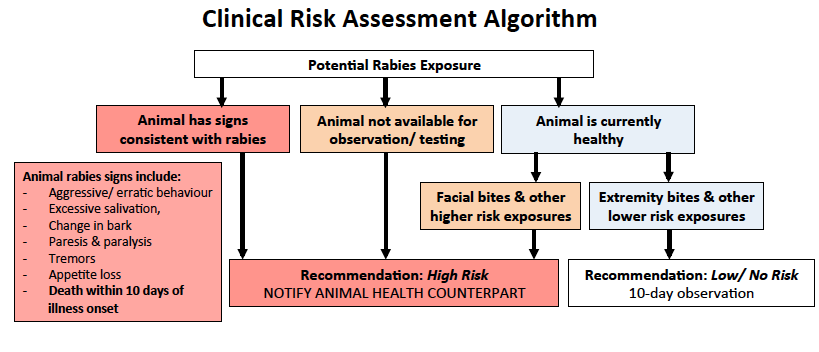 Clinical Risk Assessment Algorithm
Potential Rabies Exposure
Animal has signs
consistent with rabies
Animal not available for
observation/ testing
Animal is currently
healthy
Animal rabies signs include:
- Aggressive/ erratic behaviour
- Excessive salivation,
- Change in bark
- Paresis & paralysis
- Tremors
- Appetite loss
- Death within 10 days of
illness onset
Facial bites & other
higher risk exposures
Extremity bites & other
lower risk exposures
Recommendation: High Risk
NOTIFY ANIMAL HEALTH COUNTERPART
Recommendation: Low/ No Risk
10-day observation